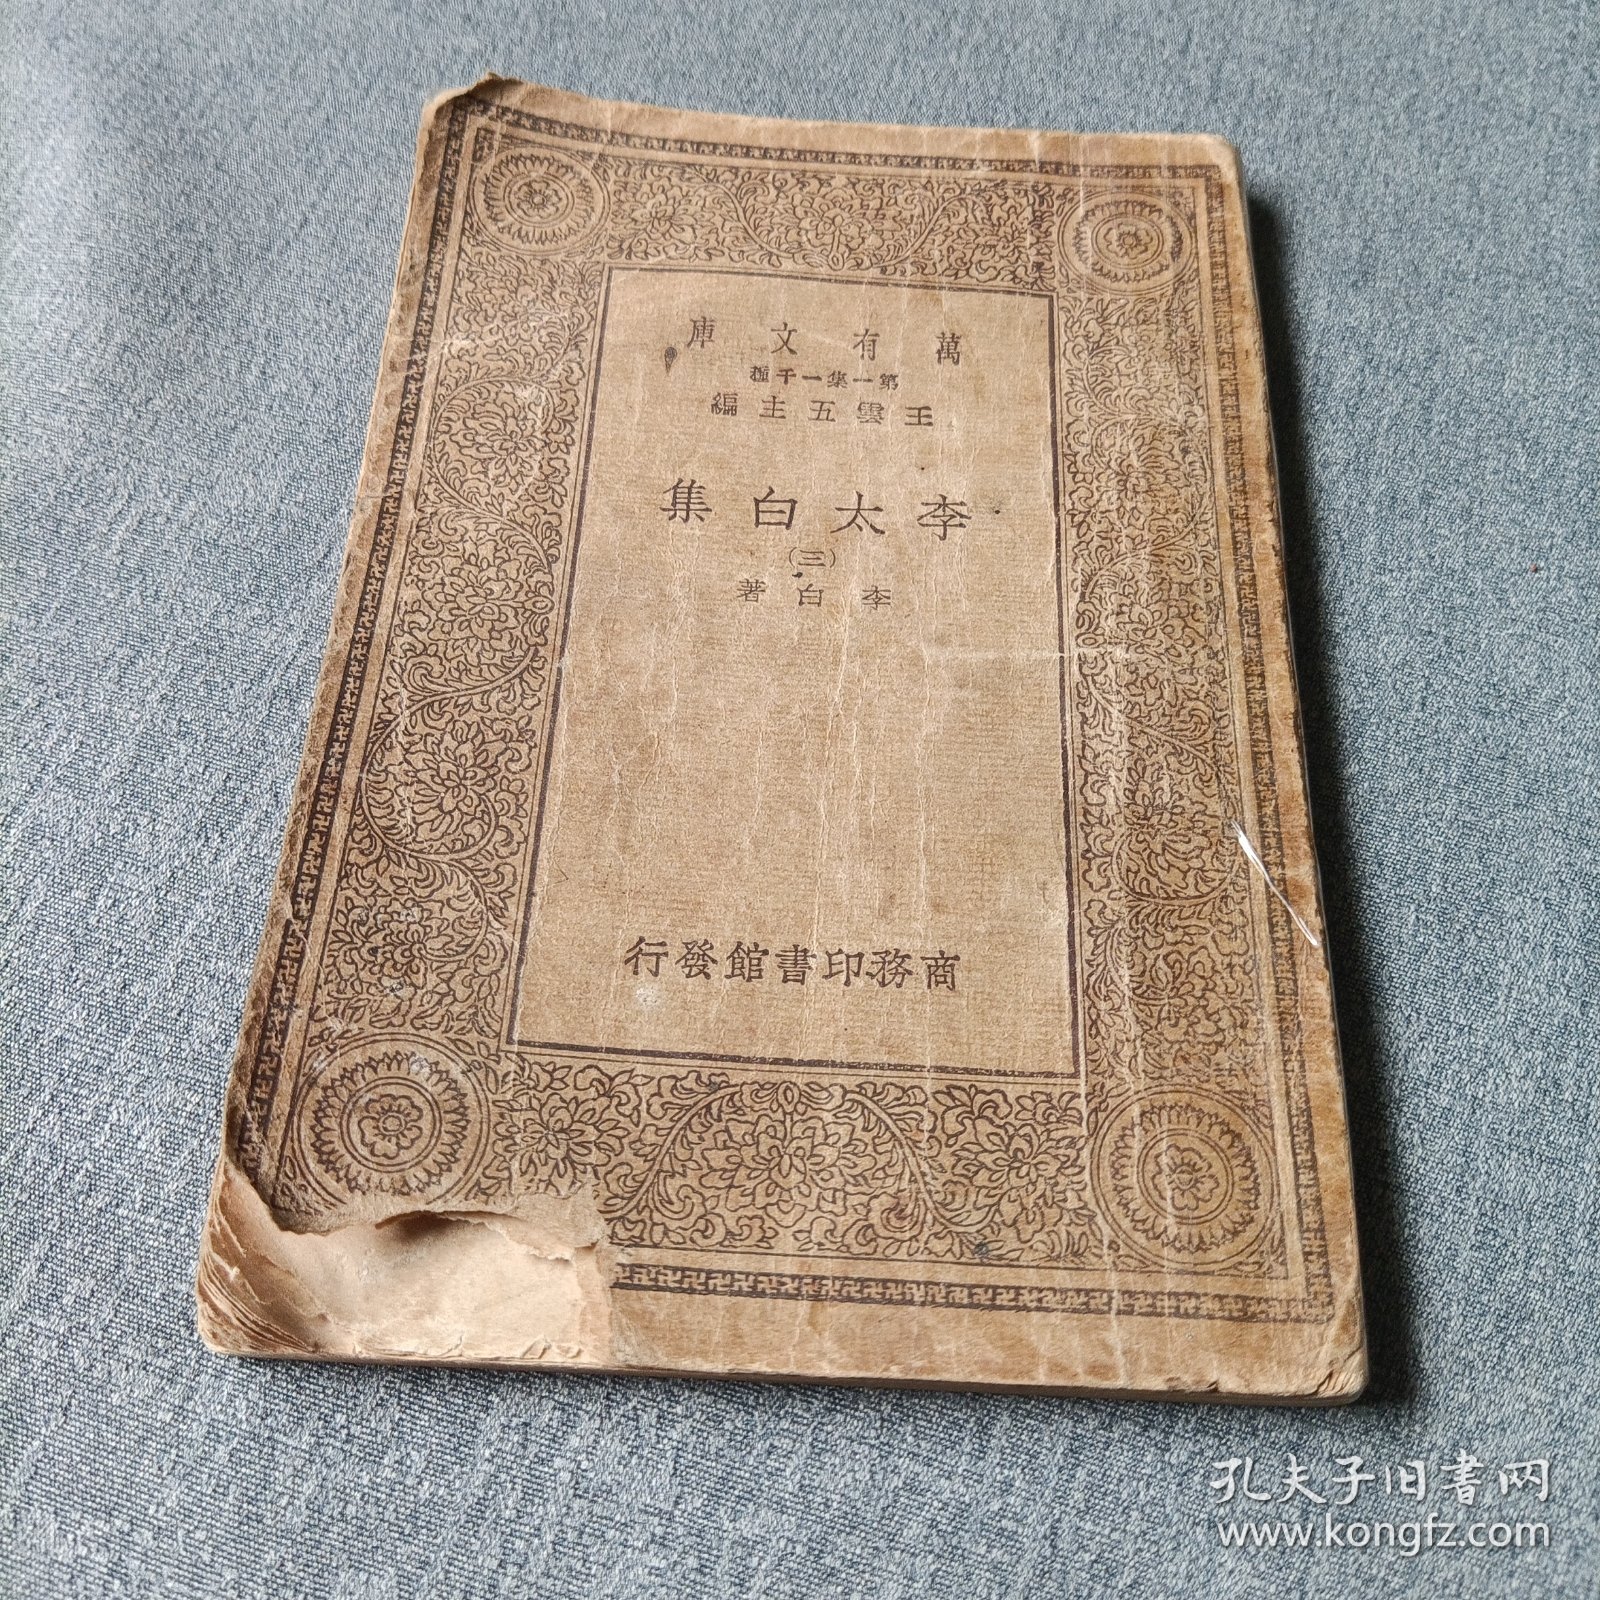 萬有文庫
第一集一千種
王雲五主編
李太白集
(三)
李白著
商務印書館發行
孔夫子旧書网
www.kongfz.com